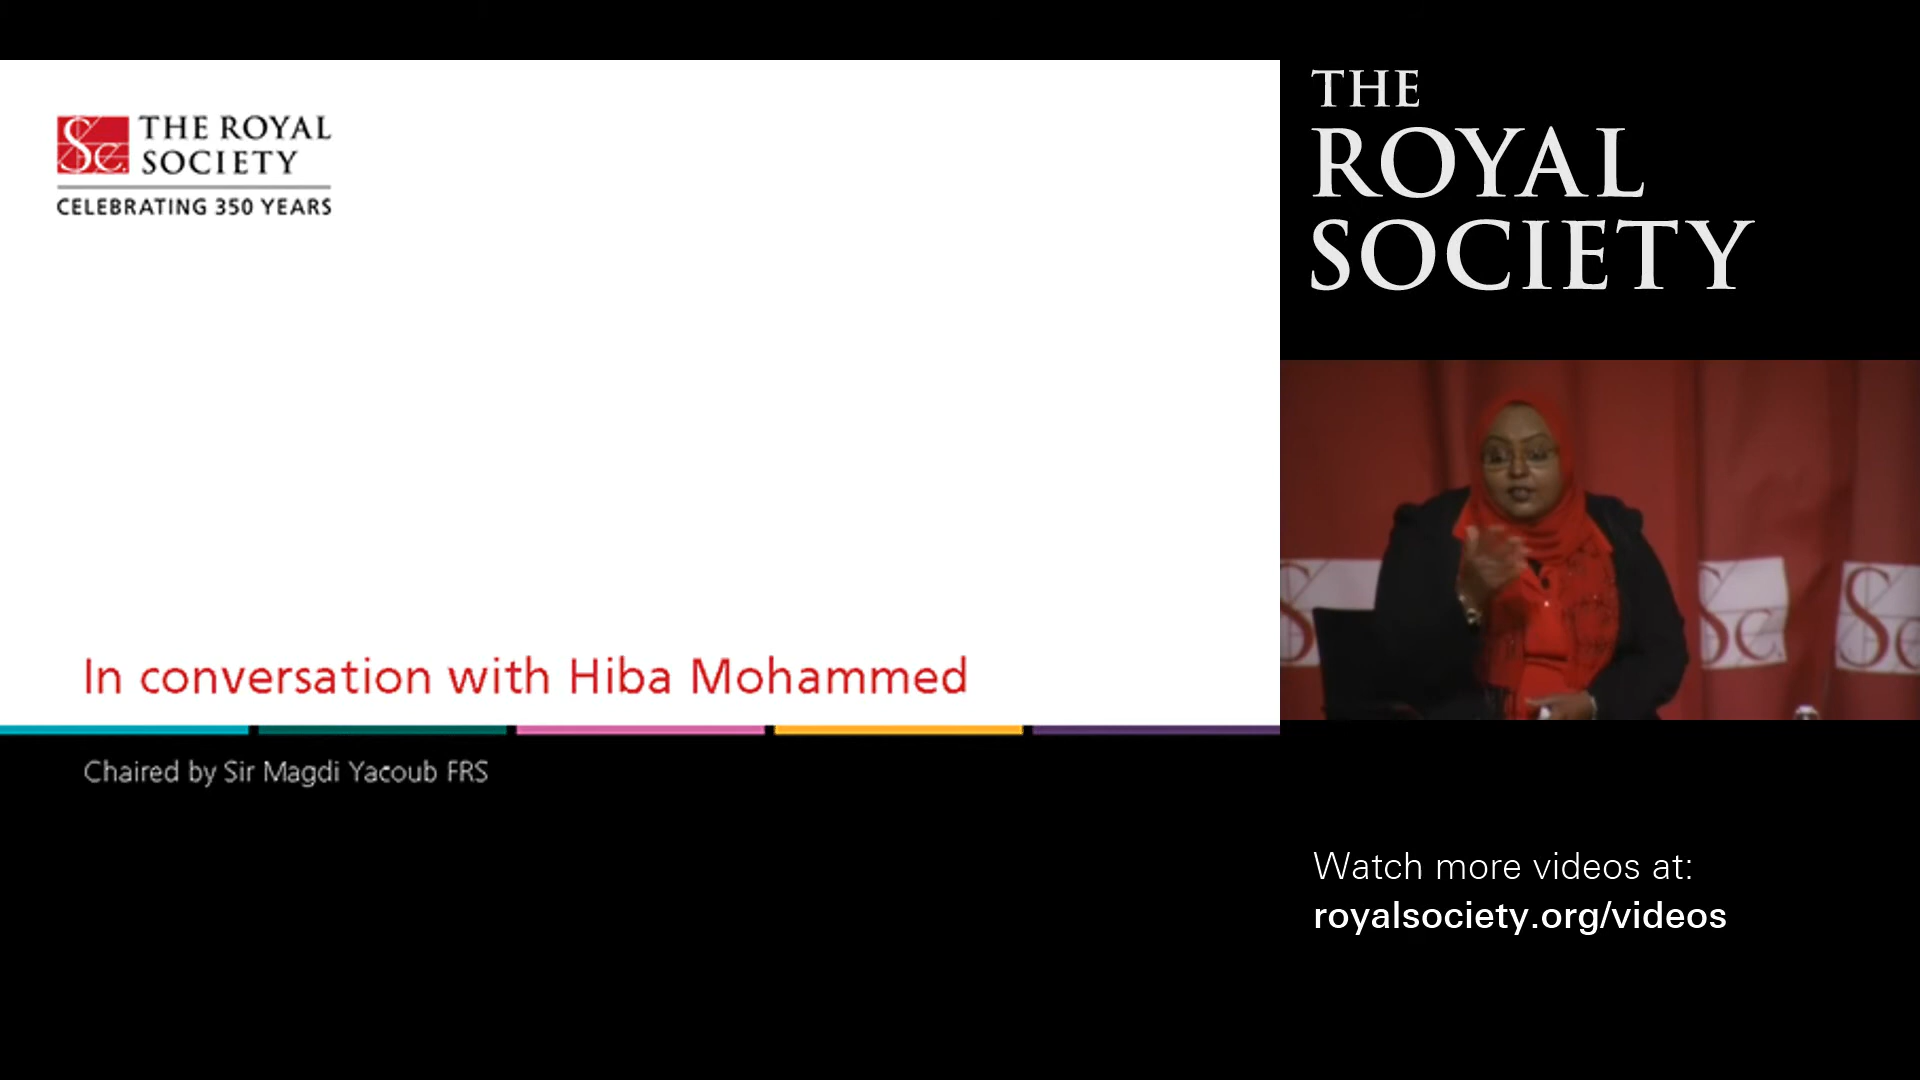 THE ROYAL
SOCIETY
CELEBRATING 350 YEARS
In conversation with Hiba Mohammed
Chaired by Sir Magdi Yacoub FRS
THE
ROYAL
SOCIETY
Watch more videos at:
royalsociety.org/videos